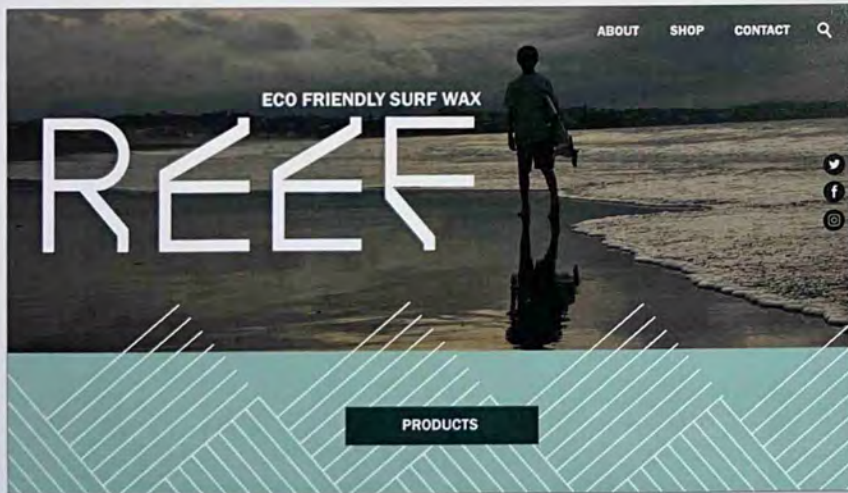 ABOUT SHOP CONTACT
ECO FRIENDLY SURF WAX
REEF
PRODUCTS